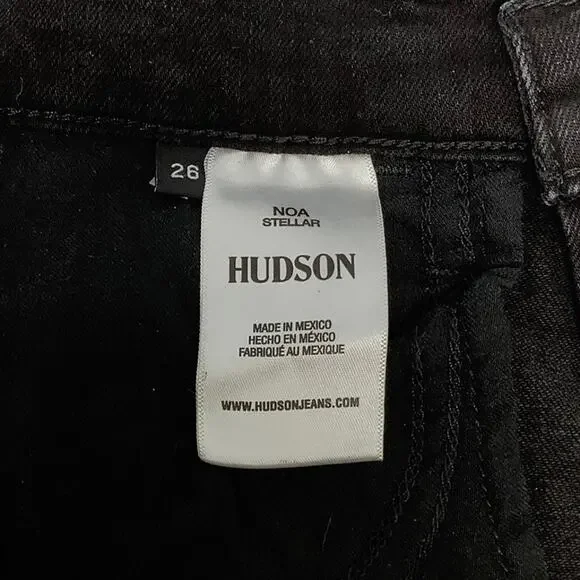 26
NOA
STELLAR
HUDSON
MADE IN MEXICO
HECHO EN MÉXICO
FABRIQUÉ AU MEXIQUE
WWW.HUDSONJEANS.COM